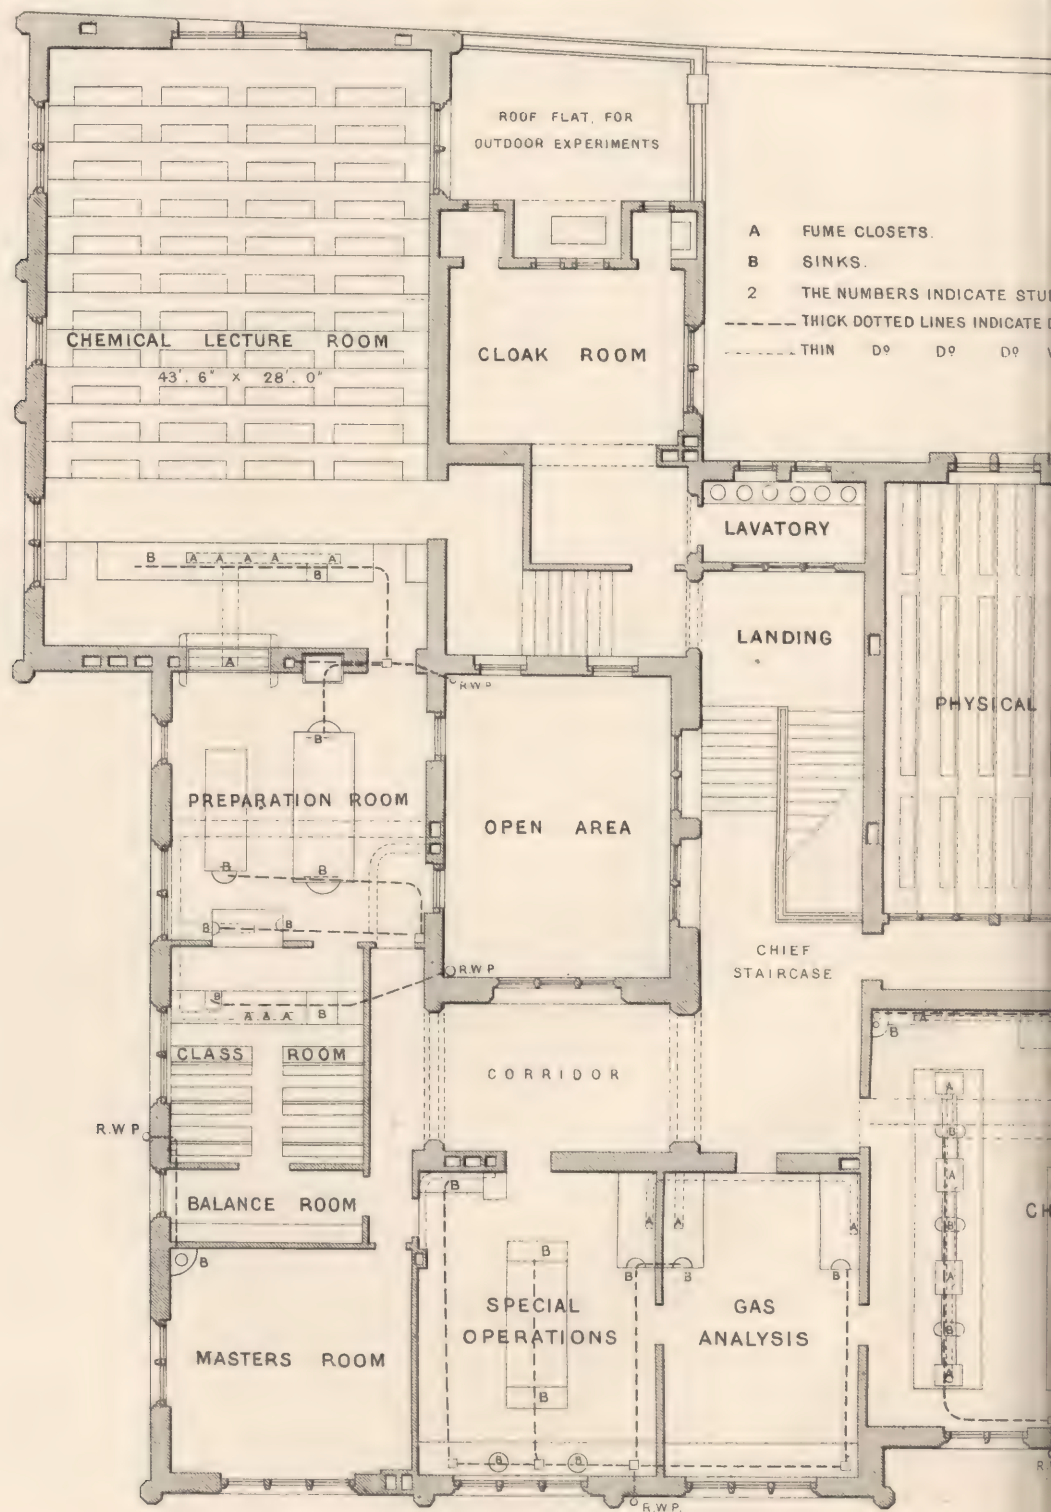 ROOF FLAT, FOR
OUTDOOR EXPERIMENTS
A FUME CLOSETS.
B SINKS.
2 THE NUMBERS INDICATE STU
THICK DOTTED LINES INDICATE D
THIN Dº Dº Dº
CHEMICAL LECTURE ROOM
43'. 6" x 28'. 0"
CLOAK ROOM
LAVATORY
B A A A A A
B
LANDING
A
R.W.P
PHYSICAL
B
PREPARATION ROOM
OPEN AREA
B B
B B
CHIEF
STAIRCASE
R.W.P
B
A.A.A B
A
B
CLASS ROOM
CORRIDOR
A
B
R.W.P.
A
B
BALANCE ROOM
CH
B
A A A
B
B
B B B
A
SPECIAL
OPERATIONS
GAS
ANALYSIS
B
MASTERS ROOM
A
B
B B
R.W.P.
R.